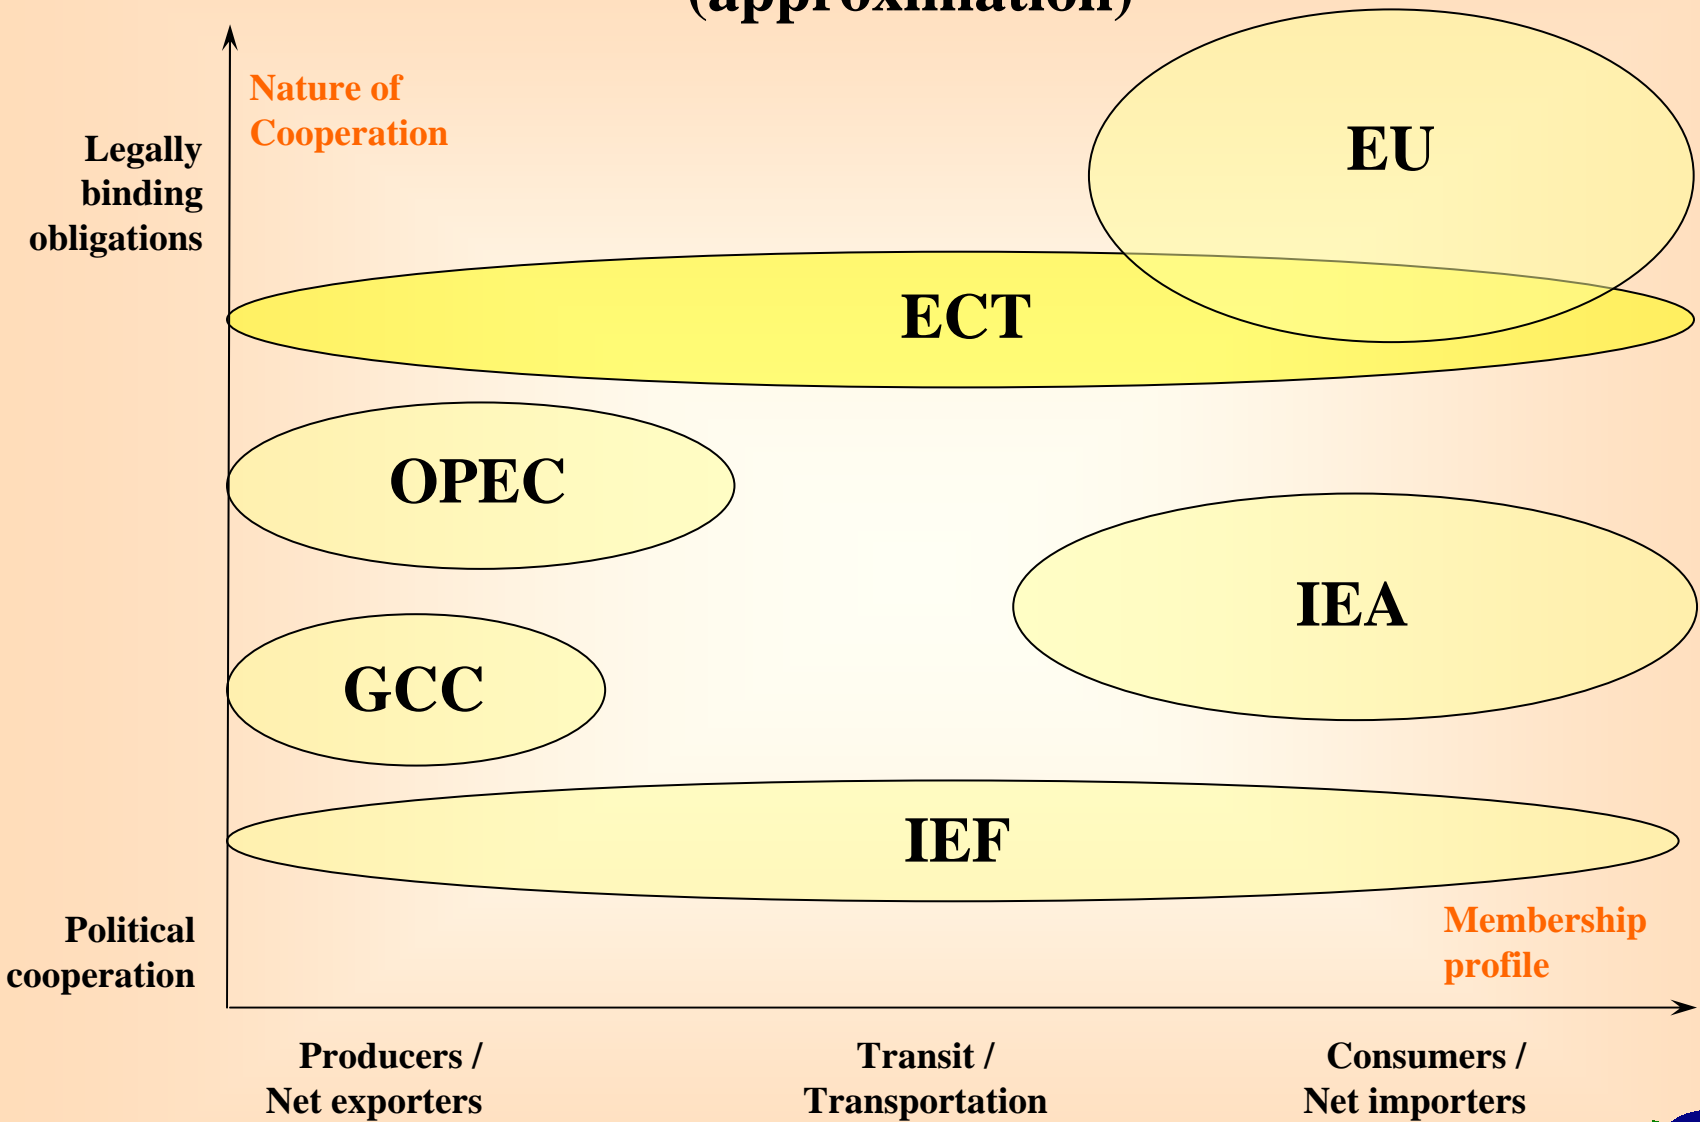 (approximation)
Nature of
Cooperation
Legally
binding
obligations
EU
ECT
OPEC
IEA
GCC
IEF
Political
cooperation
Membership
profile
Producers /
Net exporters
Transit /
Transportation
Consumers /
Net importers